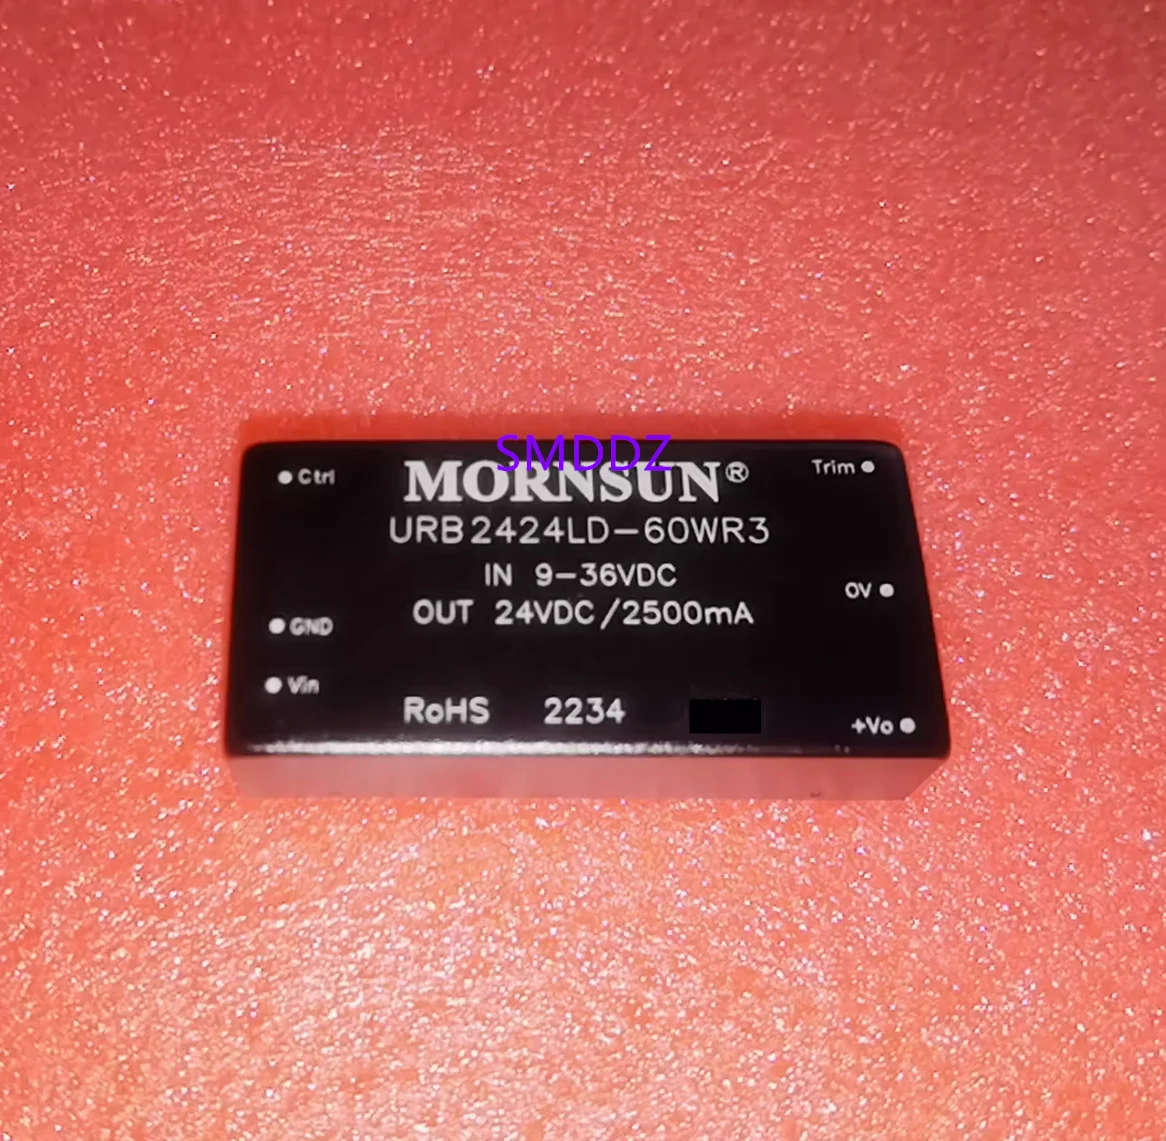 SMDDZ
Ctrl
MORNSUN®
Trim
URB2424LD-60WR3
IN 9-36VDC
0V
OUT 24VDC/2500mA
GND
Vin
RoHS 2234
+Vo